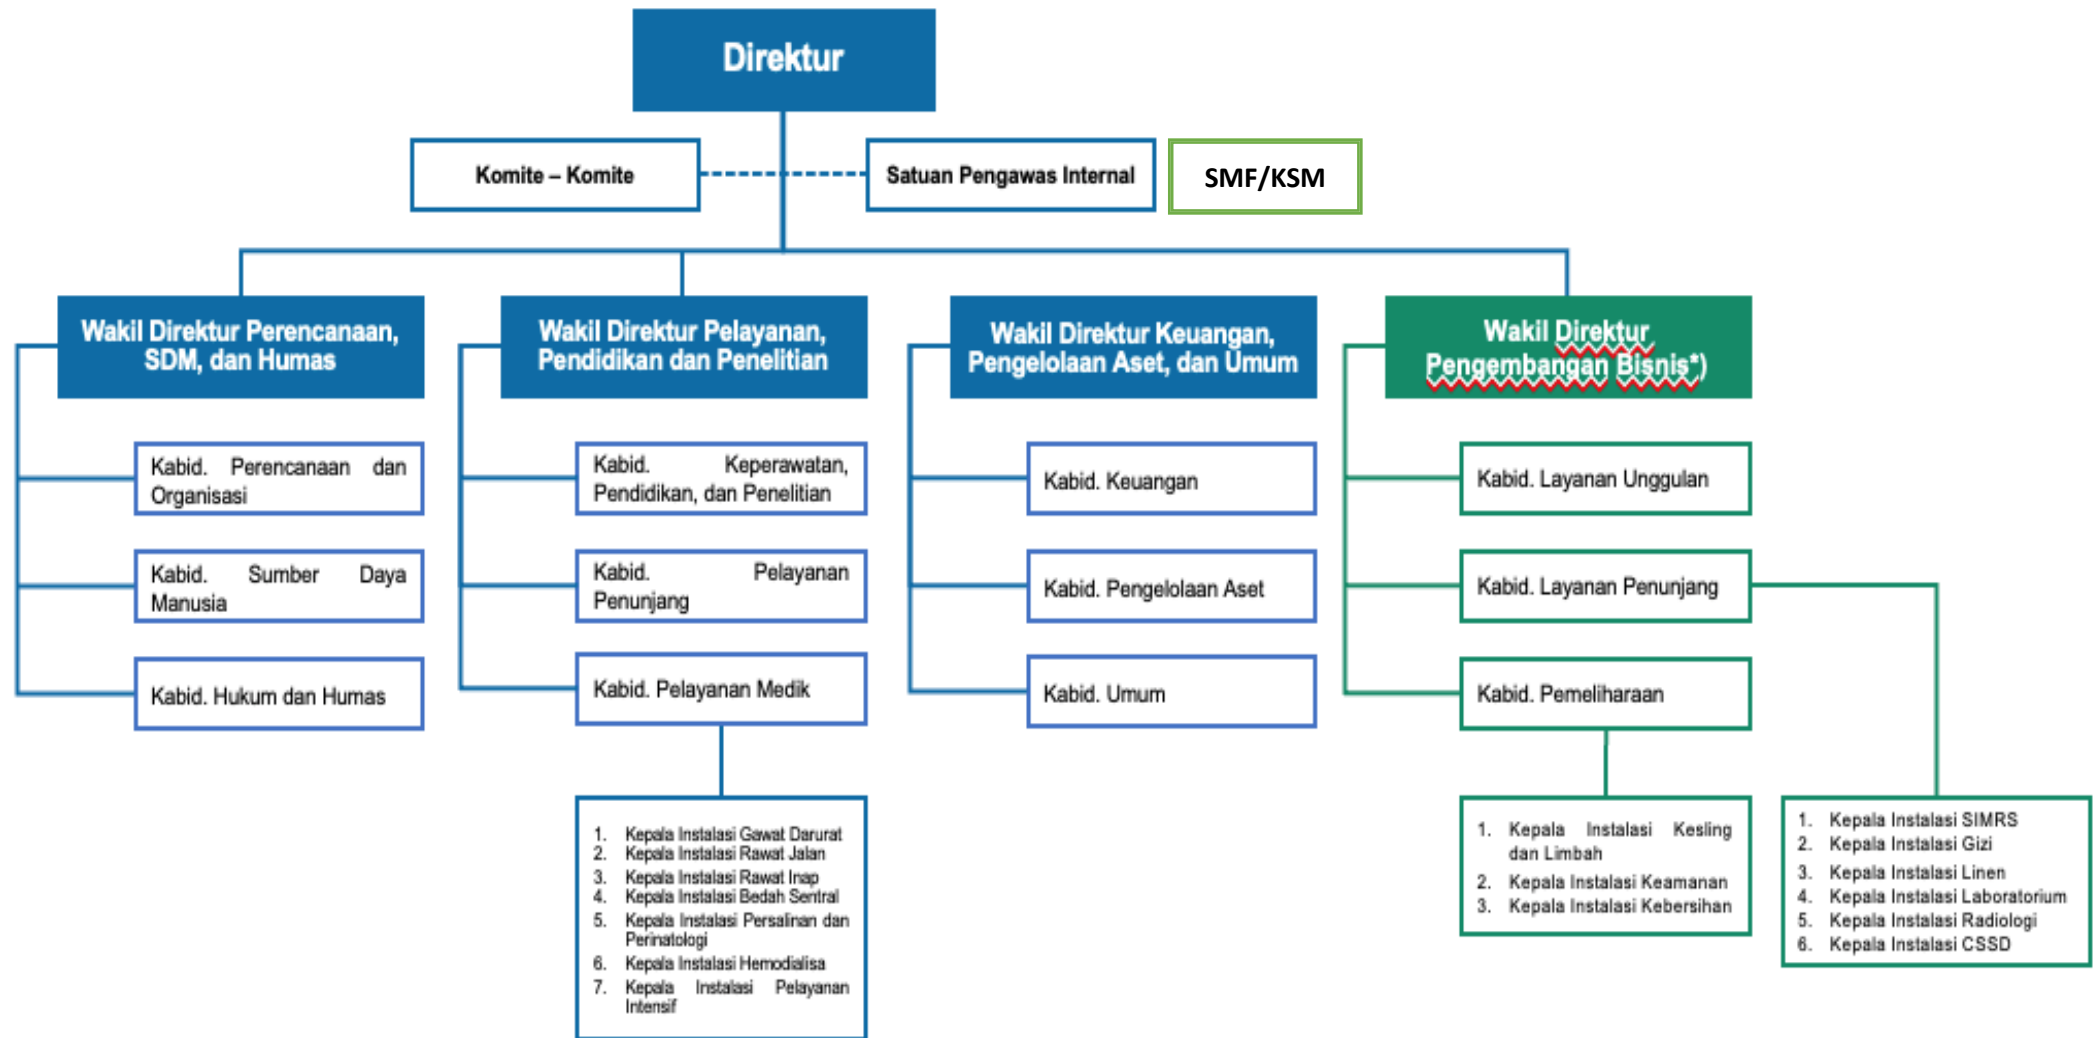 Direktur
Komite – Komite
Satuan Pengawas Internal
SMF/KSM
Wakil Direktur Perencanaan,
SDM, dan Humas
Wakil Direktur Pelayanan,
Pendidikan dan Penelitian
Wakil Direktur Keuangan,
Pengelolaan Aset, dan Umum
Wakil Direktur
Pengembangan Bisnis*)
Kabid. Perencanaan dan
Organisasi
Kabid. Sumber Daya
Manusia
Kabid. Hukum dan Humas
Kabid. Keperawatan,
Pendidikan, dan Penelitian
Kabid. Pelayanan
Penunjang
Kabid. Pelayanan Medik
Kabid. Keuangan
Kabid. Pengelolaan Aset
Kabid. Umum
Kabid. Layanan Unggulan
Kabid. Layanan Penunjang
Kabid. Pemeliharaan
1. Kepala Instalasi Gawat Darurat
2. Kepala Instalasi Rawat Jalan
3. Kepala Instalasi Rawat Inap
4. Kepala Instalasi Bedah Sentral
5. Kepala Instalasi Persalinan dan
Perinatologi
6. Kepala Instalasi Hemodialisa
7. Kepala Instalasi Pelayanan
Intensif
1. Kepala Instalasi Kesling
dan Limbah
2. Kepala Instalasi Keamanan
3. Kepala Instalasi Kebersihan
1. Kepala Instalasi SIMRS
2. Kepala Instalasi Gizi
3. Kepala Instalasi Linen
4. Kepala Instalasi Laboratorium
5. Kepala Instalasi Radiologi
6. Kepala Instalasi CSSD